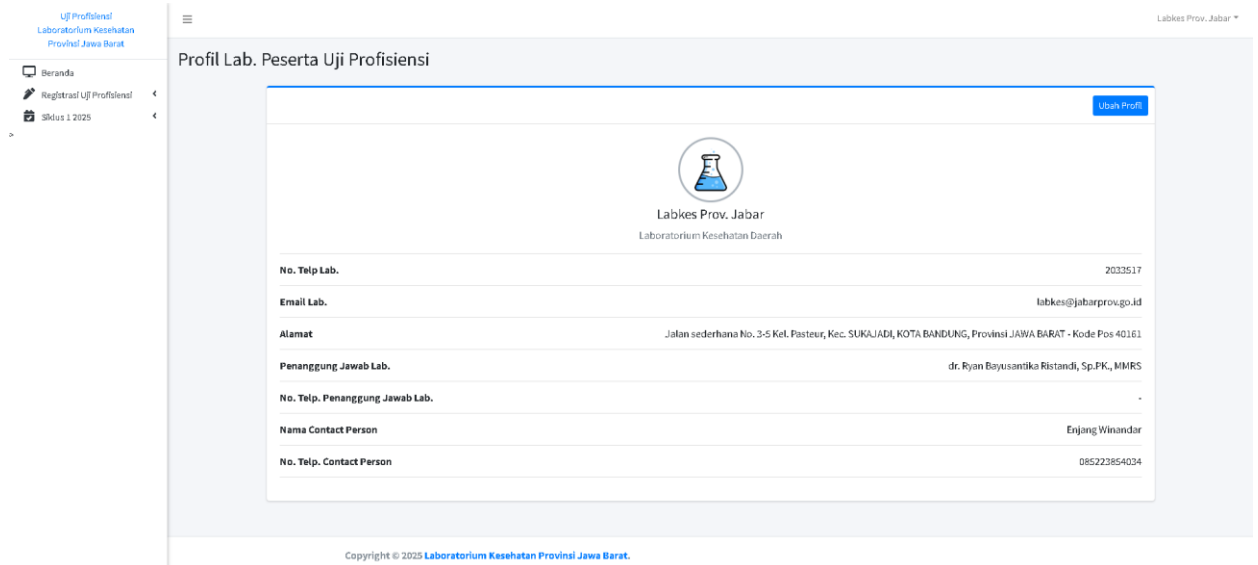 Uji Profisiensi
Laboratorium Kesehatan
Provinsi Jawa Barat
Labkes Prov. Jabar
Beranda
Registrasi Uji Profisiensi
Siklus 1 2025
>
Profil Lab. Peserta Uji Profisiensi
Ubah Profil
Labkes Prov. Jabar
Laboratorium Kesehatan Daerah
No. Telp Lab. 2033517
Email Lab. labkes@jabarprov.go.id
Alamat Jalan sederhana No. 3-5 Kel. Pasteur, Kec. SUKAJADI, KOTA BANDUNG, Provinsi JAWA BARAT - Kode Pos 40161
Penanggung Jawab Lab. dr. Ryan Bayusantika Ristandi, Sp.PK., MMRS
No. Telp. Penanggung Jawab Lab. -
Nama Contact Person Enjang Winandar
No. Telp. Contact Person 085223854034
Copyright © 2025 Laboratorium Kesehatan Provinsi Jawa Barat.